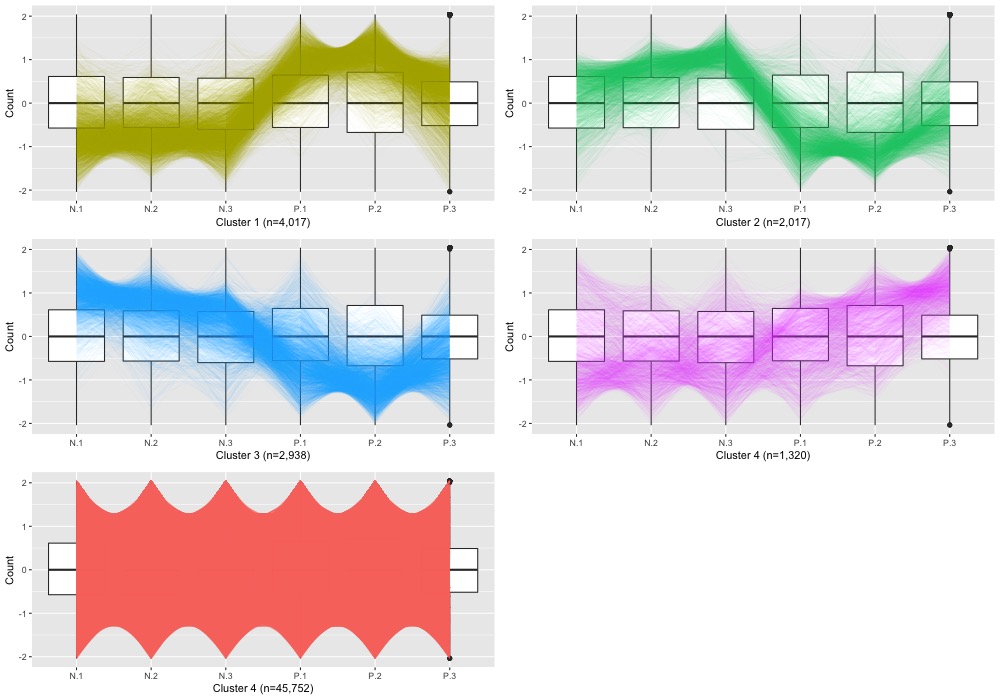 Count
2
1
0
-1
-2
N.1 N.2 N.3 P.1 P.2 P.3
Cluster 1 (n=4,017)
Count
2
1
0
-1
-2
N.1 N.2 N.3 P.1 P.2 P.3
Cluster 2 (n=2,017)
Count
2
1
0
-1
-2
N.1 N.2 N.3 P.1 P.2 P.3
Cluster 3 (n=2,938)
Count
2
1
0
-1
-2
N.1 N.2 N.3 P.1 P.2 P.3
Cluster 4 (n=1,320)
Count
2
1
0
-1
-2
N.1 N.2 N.3 P.1 P.2 P.3
Cluster 4 (n=45,752)